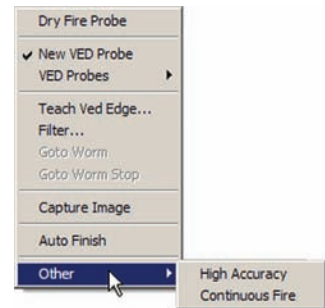 Dry Fire Probe
New VED Probe
VED Probes
Teach Ved Edge...
Filter...
Goto Worm
Goto Worm Stop
Capture Image
Auto Finish
Other
High Accuracy
Continuous Fire